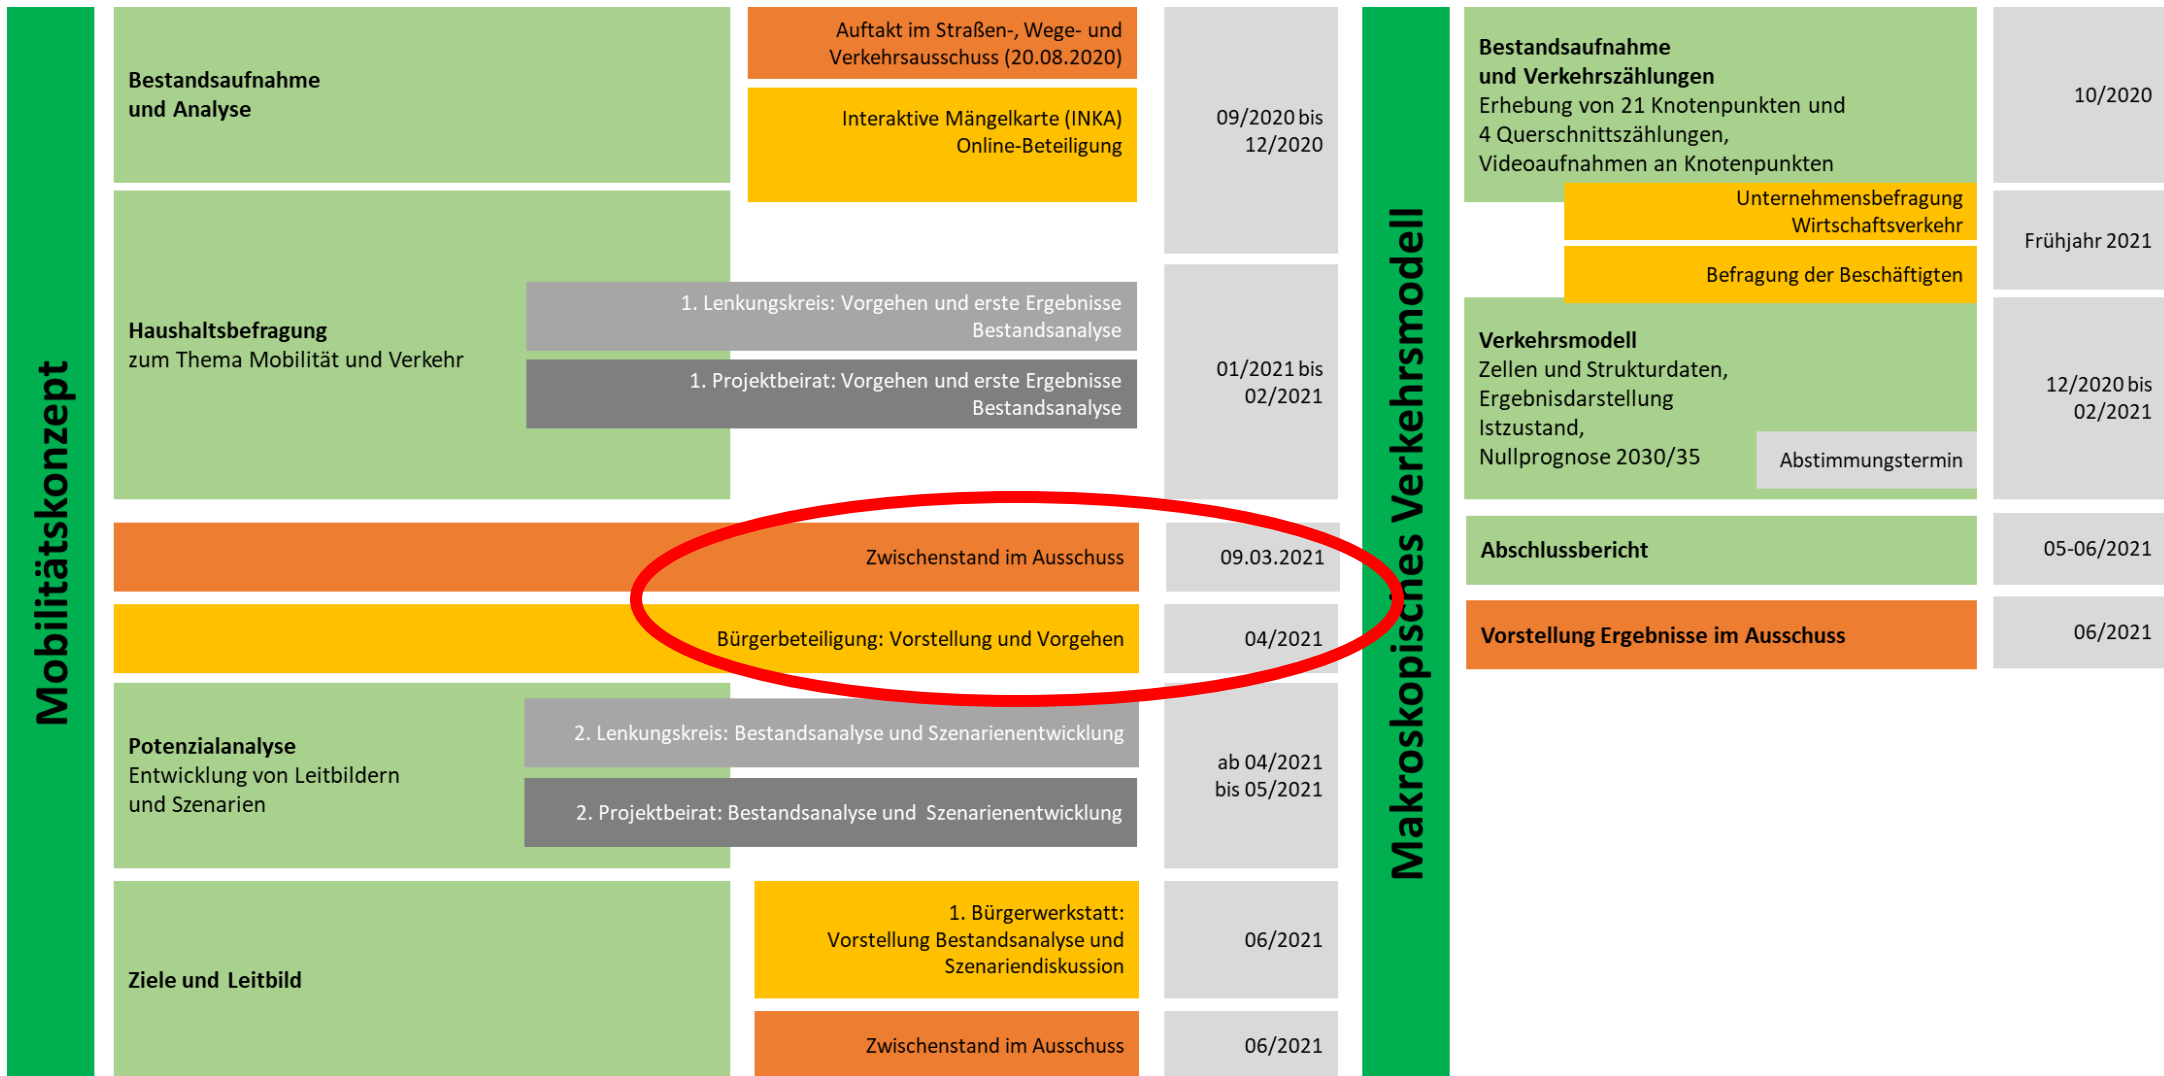 Mobilitätskonzept
Bestandsaufnahme
und Analyse
Auftakt im Straßen-, Wege- und
Verkehrsausschuss (20.08.2020)
Interaktive Mängelkarte (INKA)
Online-Beteiligung
09/2020 bis
12/2020
Haushaltsbefragung
zum Thema Mobilität und Verkehr
1. Lenkungskreis: Vorgehen und erste Ergebnisse
Bestandsanalyse
1. Projektbeirat: Vorgehen und erste Ergebnisse
Bestandsanalyse
01/2021 bis
02/2021
Zwischenstand im Ausschuss
09.03.2021
Bürgerbeteiligung: Vorstellung und Vorgehen
04/2021
Potenzialanalyse
Entwicklung von Leitbildern
und Szenarien
2. Lenkungskreis: Bestandsanalyse und Szenarienentwicklung
2. Projektbeirat: Bestandsanalyse und  Szenarienentwicklung
ab 04/2021
bis 05/2021
Ziele und Leitbild
1. Bürgerwerkstatt:
Vorstellung Bestandsanalyse und
Szenariendiskussion
06/2021
Zwischenstand im Ausschuss
06/2021
Makroskopisches Verkehrsmodell
Bestandsaufnahme
und Verkehrszählungen
Erhebung von 21 Knotenpunkten und
4 Querschnittszählungen,
Videoaufnahmen an Knotenpunkten
10/2020
Unternehmensbefragung
Wirtschaftsverkehr
Befragung der Beschäftigten
Frühjahr 2021
Verkehrsmodell
Zellen und Strukturdaten,
Ergebnisdarstellung
Istzustand,
Nullprognose 2030/35
Abstimmungstermin
12/2020 bis
02/2021
Abschlussbericht
05-06/2021
Vorstellung Ergebnisse im Ausschuss
06/2021